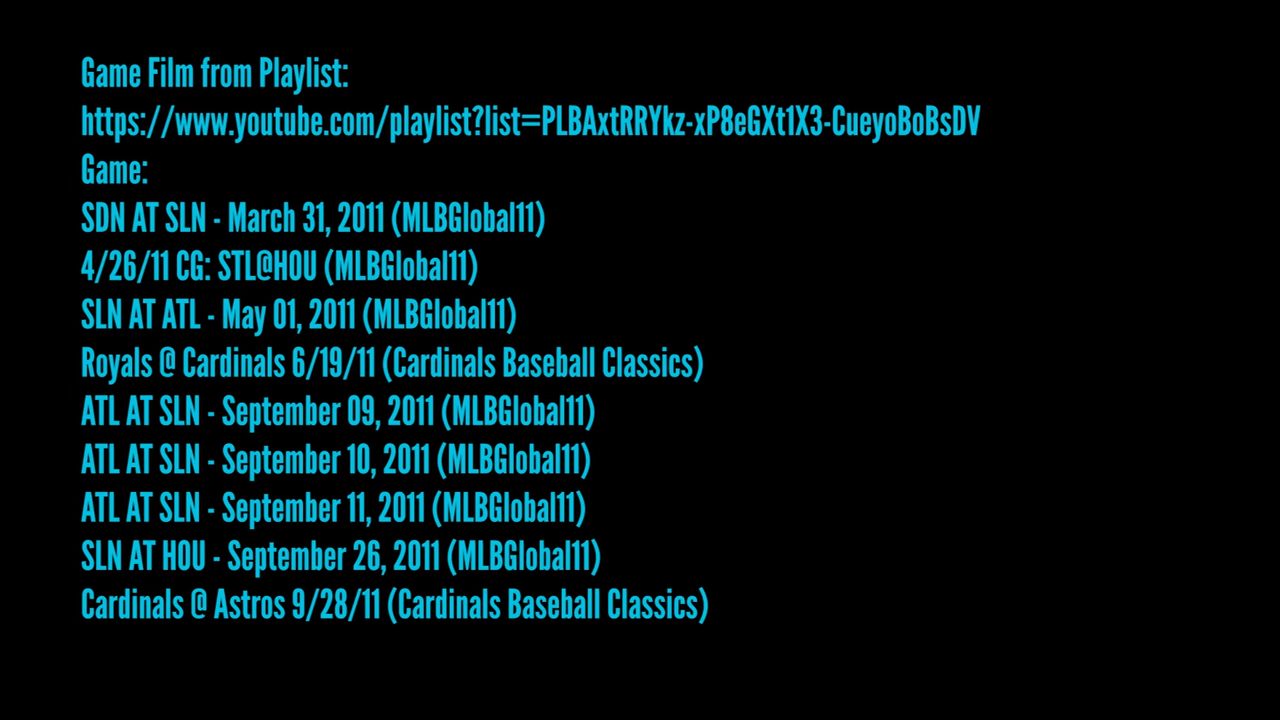 Game Film from Playlist:
https://www.youtube.com/playlist?list=PLBAxtRRYkz-xP8eGXt1X3-CueyoBoBsDV
Game:
SDN AT SLN - March 31, 2011 (MLBGlobal11)
4/26/11 CG: STL@HOU (MLBGlobal11)
SLN AT ATL - May 01, 2011 (MLBGlobal11)
Royals @ Cardinals 6/19/11 (Cardinals Baseball Classics)
ATL AT SLN - September 09, 2011 (MLBGlobal11)
ATL AT SLN - September 10, 2011 (MLBGlobal11)
ATL AT SLN - September 11, 2011 (MLBGlobal11)
SLN AT HOU - September 26, 2011 (MLBGlobal11)
Cardinals @ Astros 9/28/11 (Cardinals Baseball Classics)